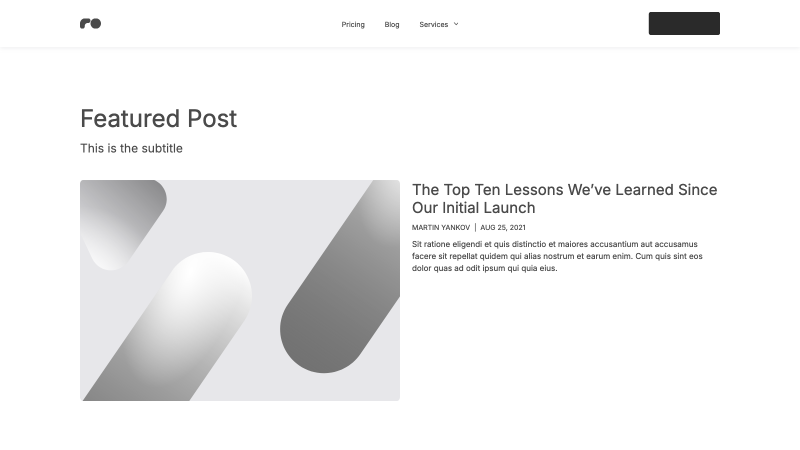 Pricing
Blog
Services
Featured Post
This is the subtitle
The Top Ten Lessons We’ve Learned Since
Our Initial Launch
MARTIN YANKOV | AUG 25, 2021
Sit ratione eligendi et quis distinctio et maiores accusantium aut accusamus
facere sit repellat quidem qui alias nostrum et earum enim. Cum quis sint eos
dolor quas ad odit ipsum qui quia eius.